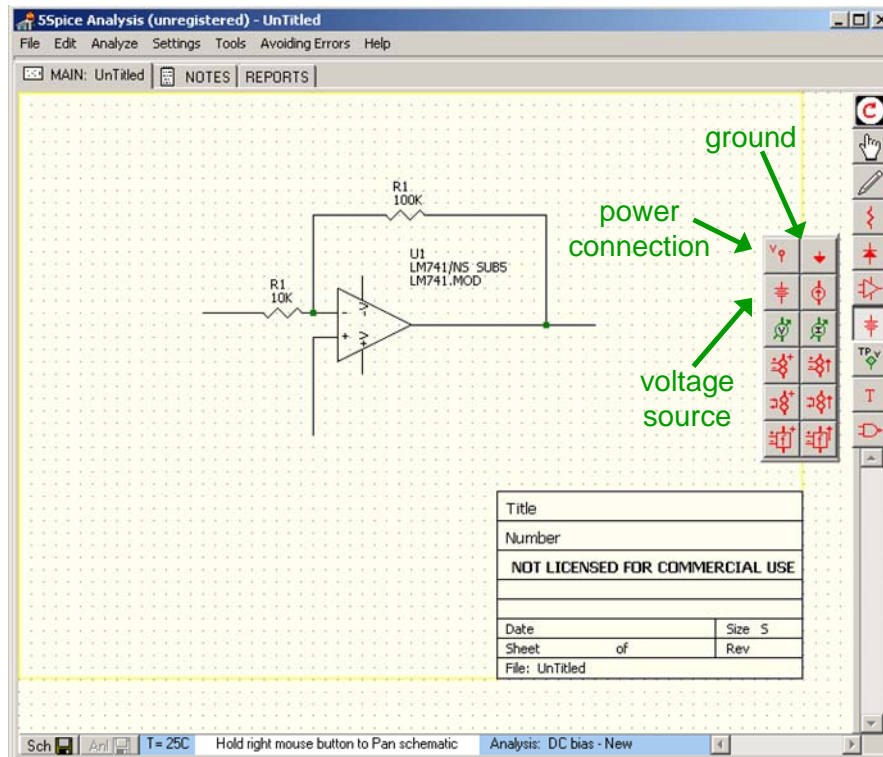 5Spice Analysis (unregistered) - UnTitled
File Edit Analyze Settings Tools Avoiding Errors Help
MAIN: UnTitled NOTES REPORTS
ground
power
connection
voltage
source
R1
100K
U1
LM741/NS SUB5
LM741.MOD
R1
10K
- V-
+ V+
V
TP V
T
Title
Number
NOT LICENSED FOR COMMERCIAL USE
Date Size S
Sheet of Rev
File: UnTitled
Sch Anl T= 25C Hold right mouse button to Pan schematic Analysis: DC bias - New